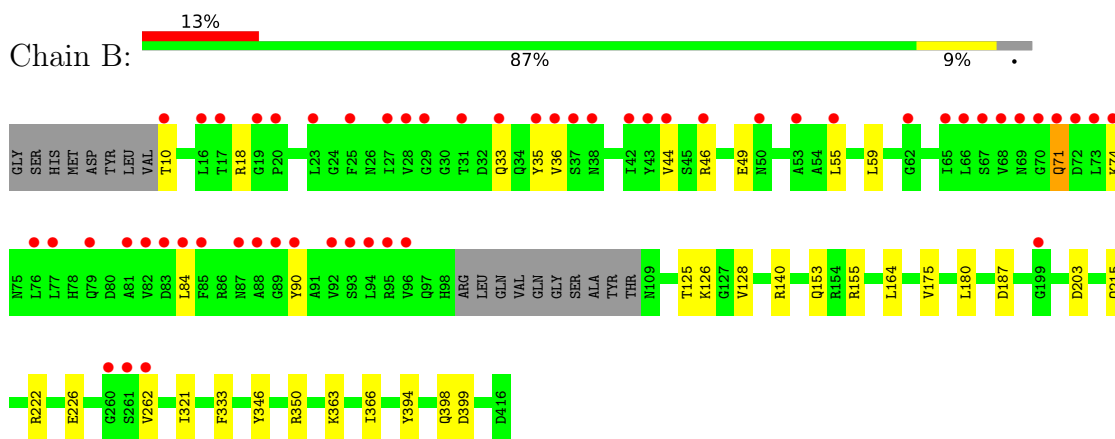 13%
Chain B:
87% 9% •
GLY SER HIS MET ASP TYR LEU VAL T10 L16 T17 R18 G19 P20 L23 G24 F25 N26 I27 V28 G29 G30 T31 D32 Q33 Q34 Y35 V36 S37 N38 I42 Y43 V44 S45 R46 E49 N50 A53 A54 L55 L59 G62 I65 L66 S67 V68 N69 G70 Q71 D72 L73 K74
N75 L76 L77 H78 Q79 D80 A81 V82 D83 L84 F85 R86 N87 A88 G89 Y90 A91 V92 S93 L94 R95 V96 Q97 H98 ARG LEU GLN VAL GLN GLY SER ALA TYR THR N109 T125 K126 G127 V128 R140 Q153 R154 R155 L164 V175 L180 D187 G199 D203
R222 E226 G260 S261 V262 I321 F333 Y346 R350 K363 I366 Y394 Q398 D399 D416